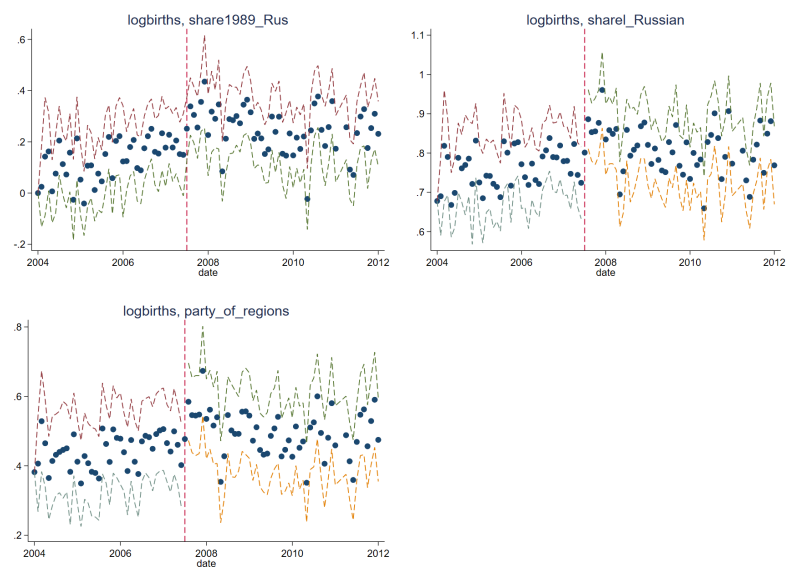 logbirths, share1989_Rus
.6
.4
.2
0
-.2
2004 2006 2008 2010 2012
date
logbirths, sharel_Russian
1.1
1
.9
.8
.7
.6
2004 2006 2008 2010 2012
date
logbirths, party_of_regions
.8
.6
.4
.2
2004 2006 2008 2010 2012
date